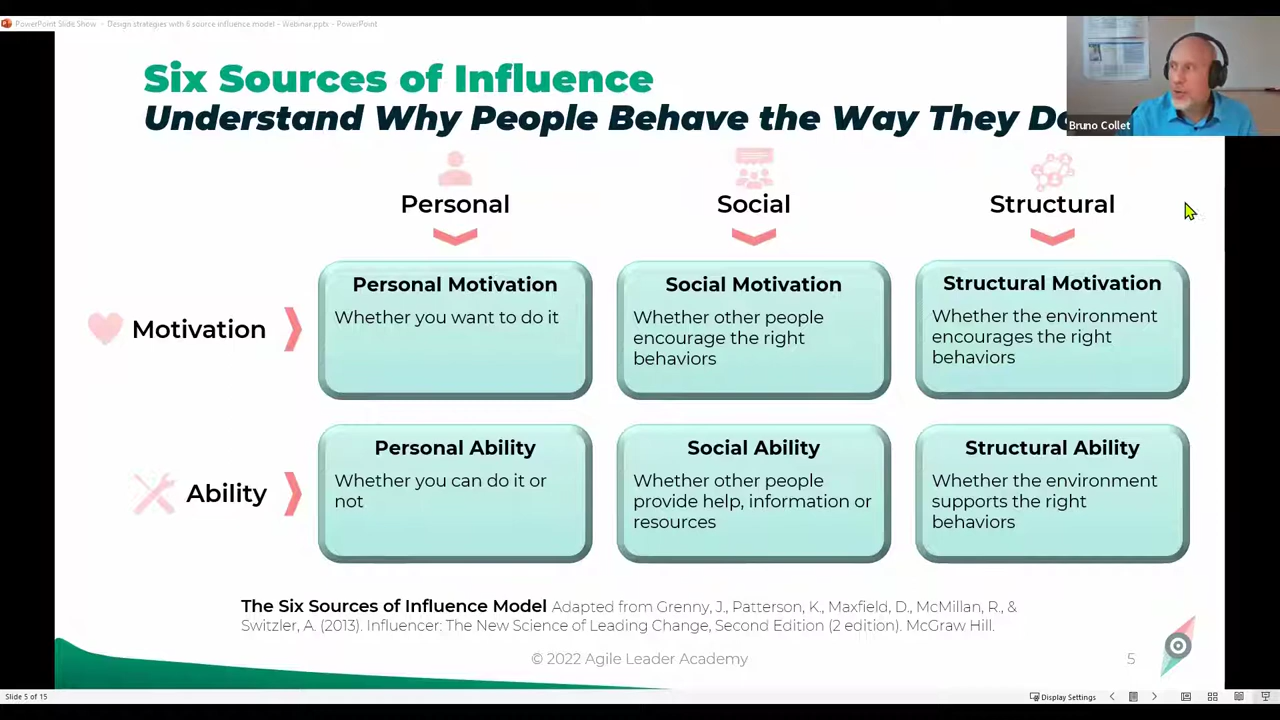 PowerPoint Slide Show - Design strategies with 6 source influence model - Webinar.pptx - PowerPoint
Six Sources of Influence
Understand Why People Behave the Way They Do
Bruno Collet
Personal
Social
Structural
Motivation
Personal Motivation
Whether you want to do it
Social Motivation
Whether other people
encourage the right
behaviors
Structural Motivation
Whether the environment
encourages the right
behaviors
Ability
Personal Ability
Whether you can do it or
not
Social Ability
Whether other people
provide help, information or
resources
Structural Ability
Whether the environment
supports the right
behaviors
The Six Sources of Influence Model Adapted from Grenny, J., Patterson, K., Maxfield, D., McMillan, R., &
Switzler, A. (2013). Influencer: The New Science of Leading Change, Second Edition (2 edition). McGraw Hill.
© 2022 Agile Leader Academy
5
Slide 5 of 15
Display Settings